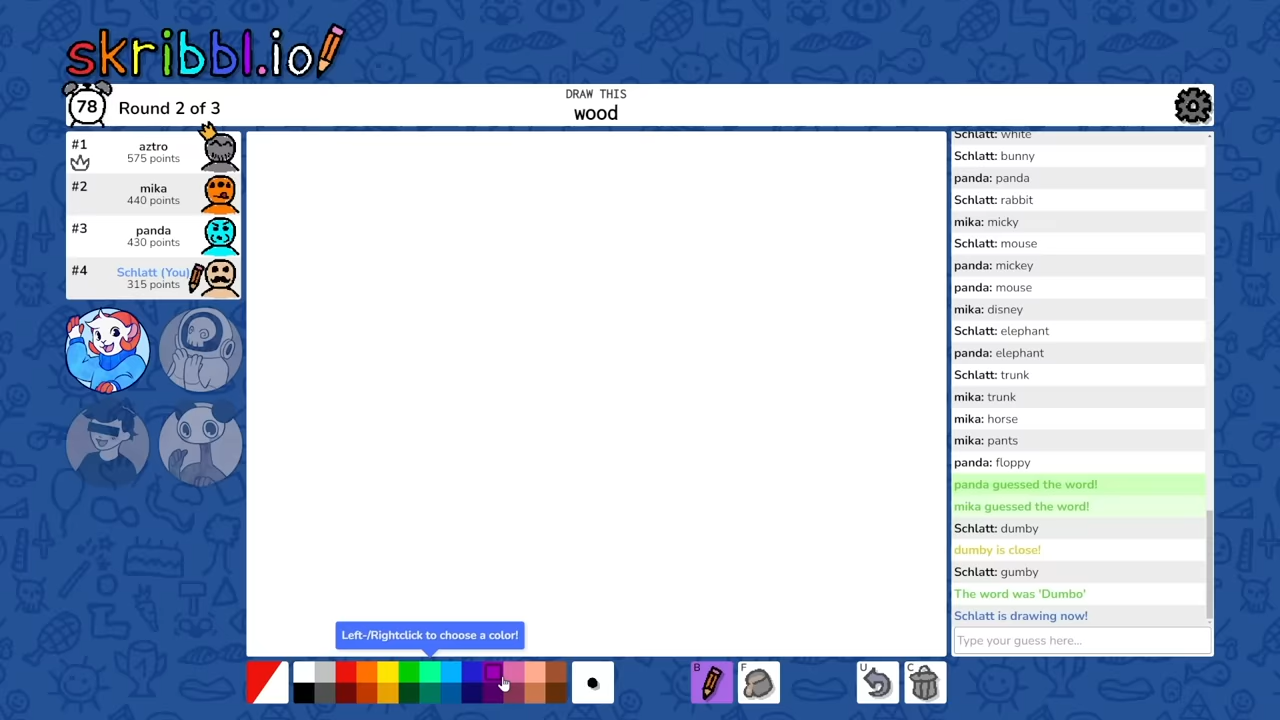 skribbl.io
78
Round 2 of 3
DRAW THIS
wood
#1
aztro
575 points
#2
mika
440 points
#3
panda
430 points
#4
Schlatt (You)
315 points
Schlatt: white
Schlatt: bunny
panda: panda
Schlatt: rabbit
mika: micky
Schlatt: mouse
panda: mickey
panda: mouse
mika: disney
Schlatt: elephant
panda: elephant
Schlatt: trunk
mika: trunk
mika: horse
mika: pants
panda: floppy
panda guessed the word!
mika guessed the word!
Schlatt: dumby
dumby is close!
Schlatt: gumby
The word was 'Dumbo'
Schlatt is drawing now!
Type your guess here...
Left-/Rightclick to choose a color!
B
F
U
C